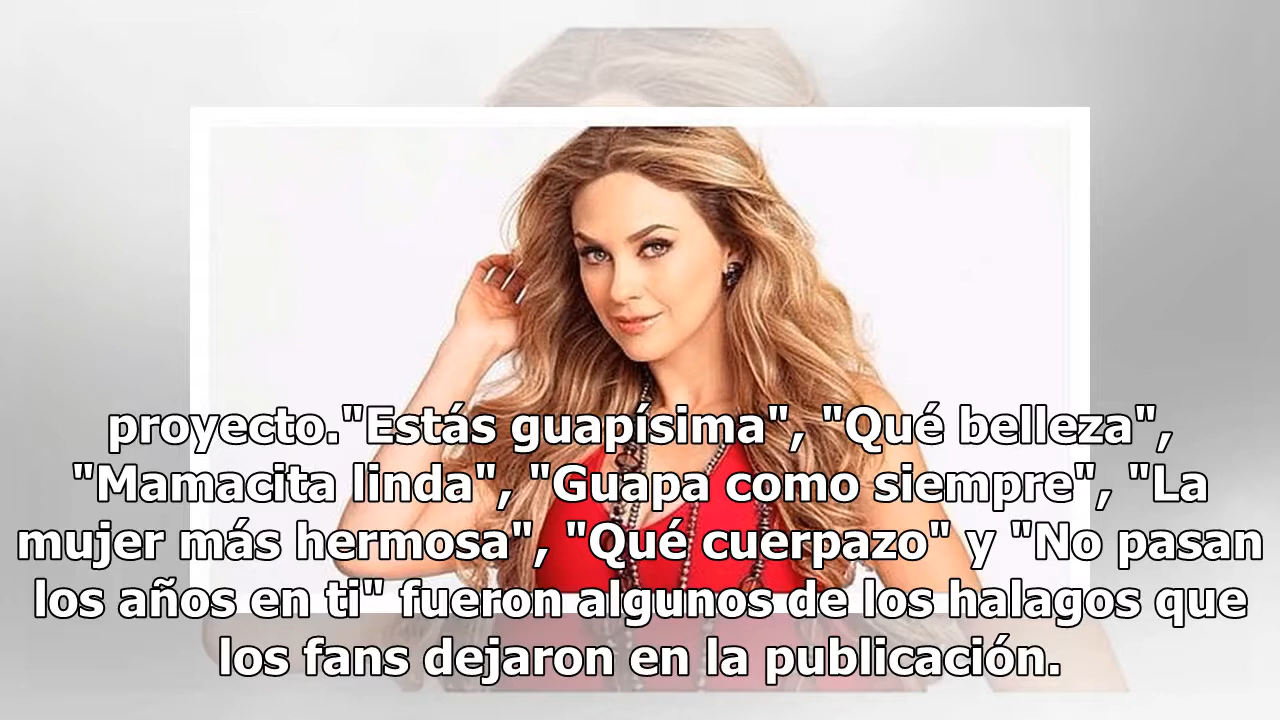 proyecto."Estás guapísima", "Qué belleza",
"Mamacita linda", "Guapa como siempre", "La
mujer más hermosa", "Qué cuerpazo" y "No pasan
los años en ti" fueron algunos de los halagos que
los fans dejaron en la publicación.